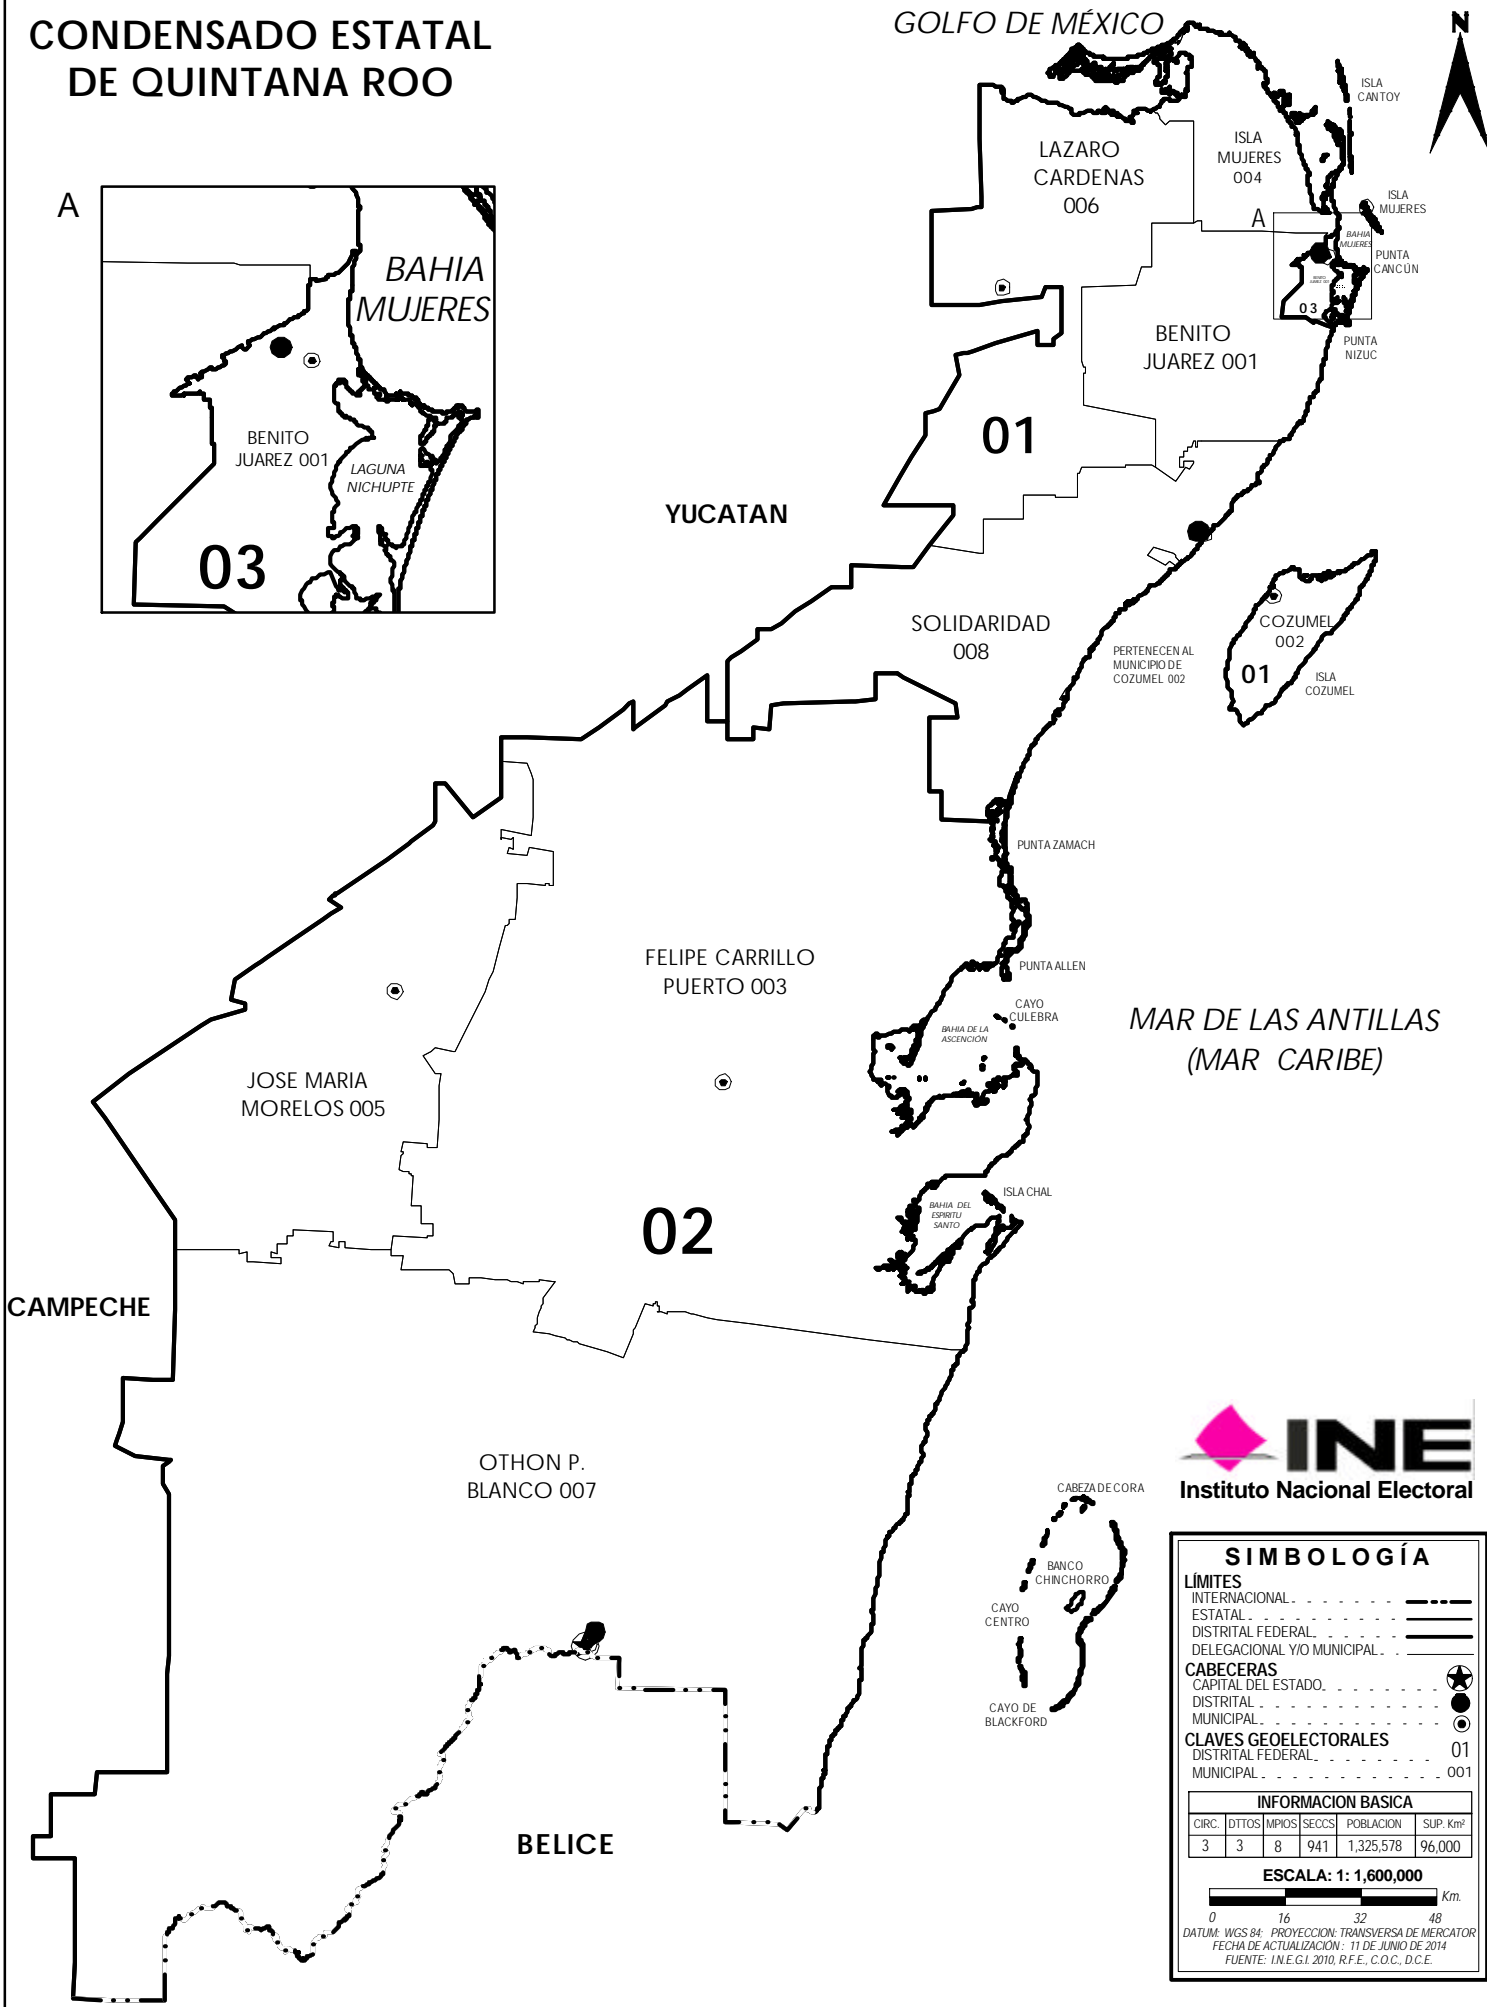 CONDENSADO ESTATAL
DE QUINTANA ROO
GOLFO DE MÉXICO
N
ISLA
CANTOY
LAZARO
CARDENAS
006
ISLA
MUJERES
004
ISLA
MUJERES
A
BAHIA
MUJERES
PUNTA
CANCÚN
BENITO
JUAREZ 001
03
PUNTA
NIZUC
A
BAHIA
MUJERES
BENITO
JUAREZ 001
LAGUNA
NICHUPTE
03
BENITO
JUAREZ 001
01
YUCATAN
SOLIDARIDAD
008
PERTENECEN AL
MUNICIPIO DE
COZUMEL 002
COZUMEL
002
01
ISLA
COZUMEL
PUNTA ZAMACH
FELIPE CARRILLO
PUERTO 003
PUNTA ALLEN
CAYO
CULEBRA
BAHIA DE LA
ASCENCIÓN
MAR DE LAS ANTILLAS
(MAR CARIBE)
JOSE MARIA
MORELOS 005
02
ISLA CHAL
BAHIA DEL
ESPIRITU
SANTO
CAMPECHE
OTHON P.
BLANCO 007
CABEZA DE CORA
BANCO
CHINCHORRO
CAYO
CENTRO
CAYO DE
BLACKFORD
BELICE
INE
Instituto Nacional Electoral
SIMBOLOGÍA
LÍMITES
INTERNACIONAL
ESTATAL
DISTRITAL FEDERAL
DELEGACIONAL Y/O MUNICIPAL
CABECERAS
CAPITAL DEL ESTADO
DISTRITAL
MUNICIPAL
CLAVES GEOELECTORALES
DISTRITAL FEDERAL 01
MUNICIPAL 001
INFORMACION BASICA
CIRC. DTTOS MPIOS SECCS POBLACION SUP. Km²
3 3 8 941 1,325,578 96,000
ESCALA: 1: 1,600,000
Km.
0 16 32 48
DATUM: WGS 84; PROYECCION: TRANSVERSA DE MERCATOR
FECHA DE ACTUALIZACIÓN : 11 DE JUNIO DE 2014
FUENTE: I.N.E.G.I. 2010, R.F.E., C.O.C., D.C.E.